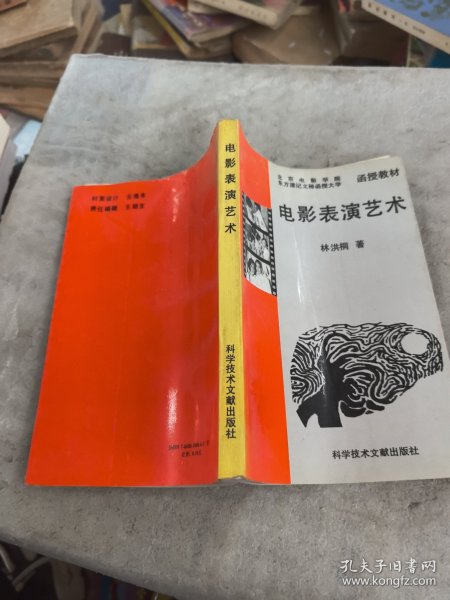 北京电影学院
东方潜记文楼函授大学
函授教材
电影表演艺术
林洪桐 著
科学技术文献出版社
电影表演艺术
科学技术文献出版社
封面设计
责任编辑
孔夫子旧书网
www.kongfz.com